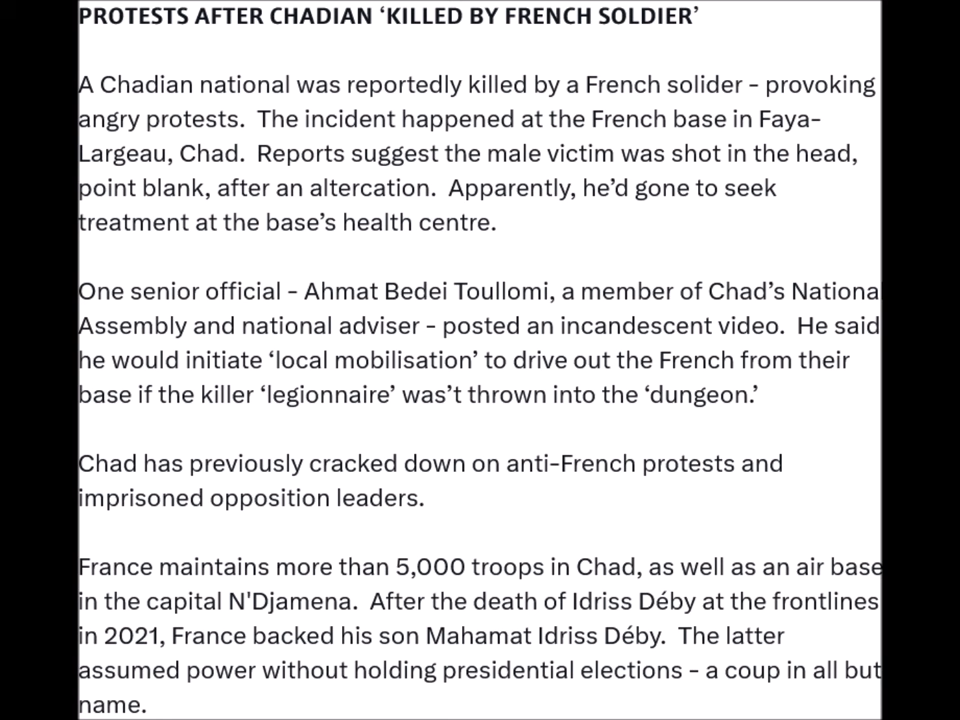 PROTESTS AFTER CHADIAN ‘KILLED BY FRENCH SOLDIER’
A Chadian national was reportedly killed by a French solider – provoking
angry protests.  The incident happened at the French base in Faya-
Largeau, Chad.  Reports suggest the male victim was shot in the head,
point blank, after an altercation.  Apparently, he’d gone to seek
treatment at the base’s health centre.
One senior official – Ahmat Bedei Toullomi, a member of Chad’s National
Assembly and national adviser – posted an incandescent video.  He said
he would initiate ‘local mobilisation’ to drive out the French from their
base if the killer ‘legionnaire’ was’t thrown into the ‘dungeon.’
Chad has previously cracked down on anti-French protests and
imprisoned opposition leaders.
France maintains more than 5,000 troops in Chad, as well as an air base
in the capital N'Djamena.  After the death of Idriss Déby at the frontlines
in 2021, France backed his son Mahamat Idriss Déby.  The latter
assumed power without holding presidential elections – a coup in all but
name.